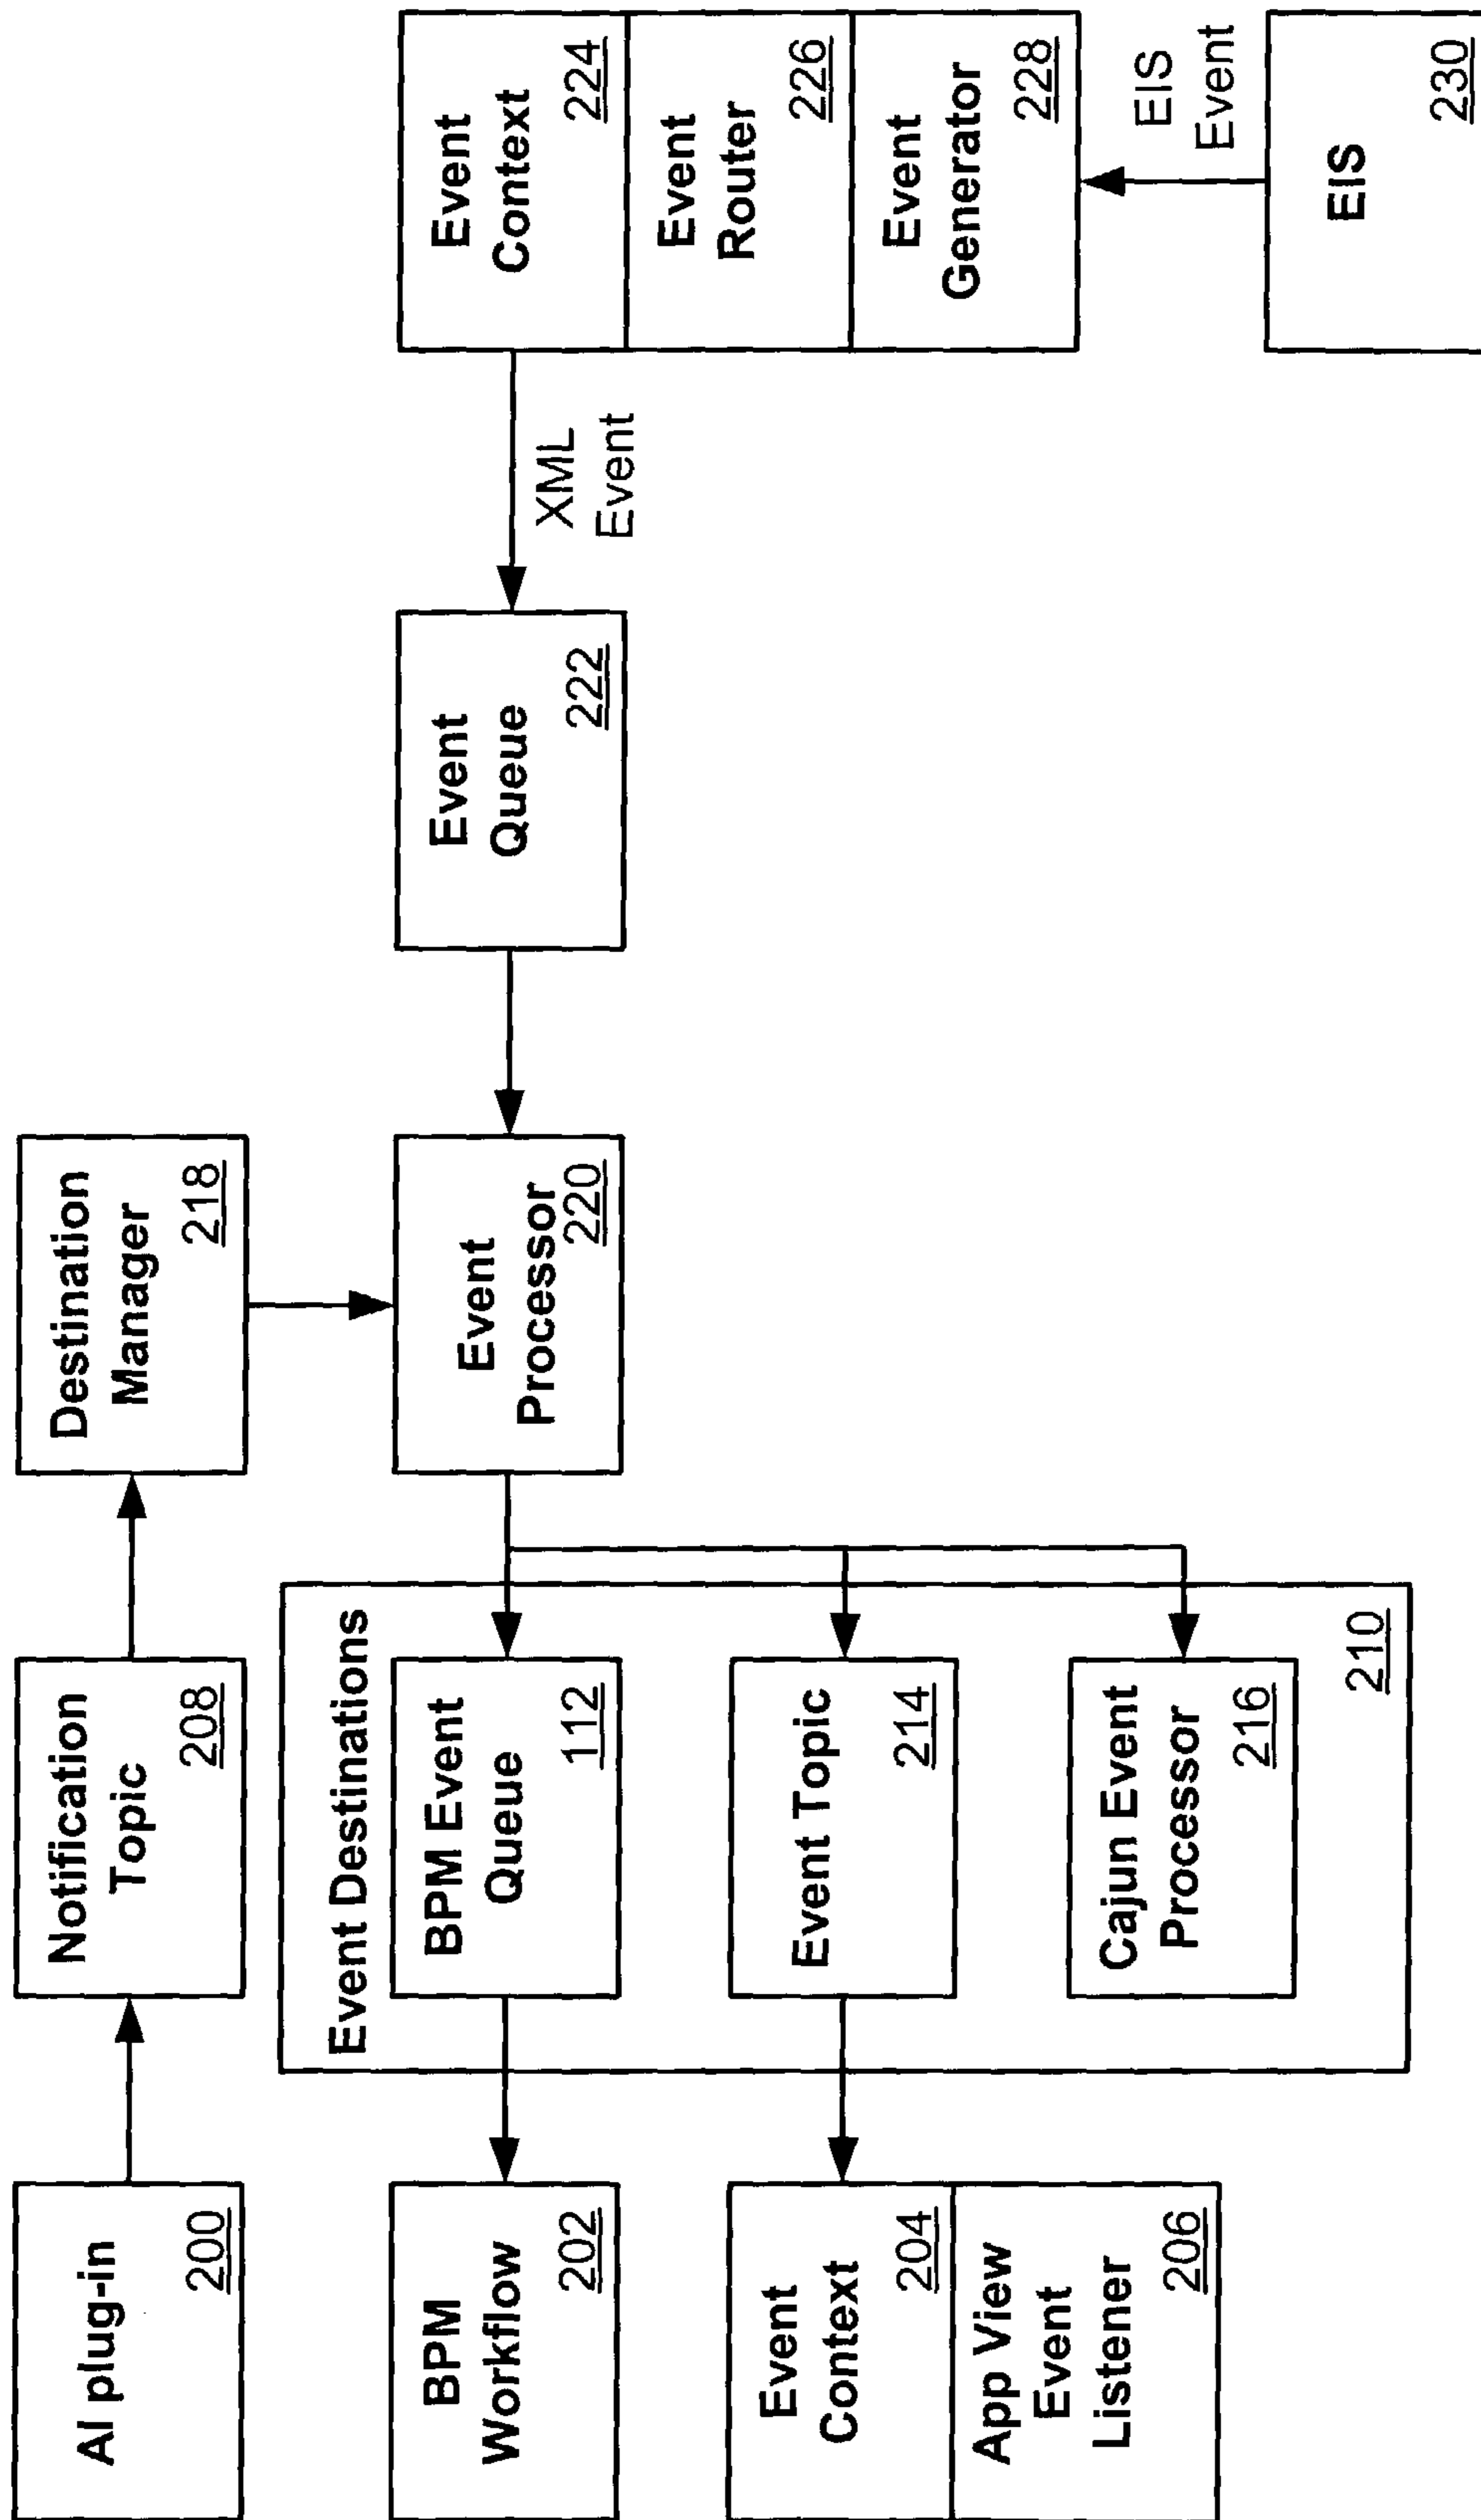 AI plug-in
200
Notification
Topic
208
Destination
Manager
218
Event Destinations
BPM
Workflow
202
BPM Event
Queue
112
Event
Processor
220
Event
Queue
222
XML
Event
Event
Context
224
Event
Router
226
Event
Generator
228
Event
Context
204
App View
Event
Listener
206
Event Topic
214
Cajun Event
Processor
216
210
EIS
Event
EIS
230